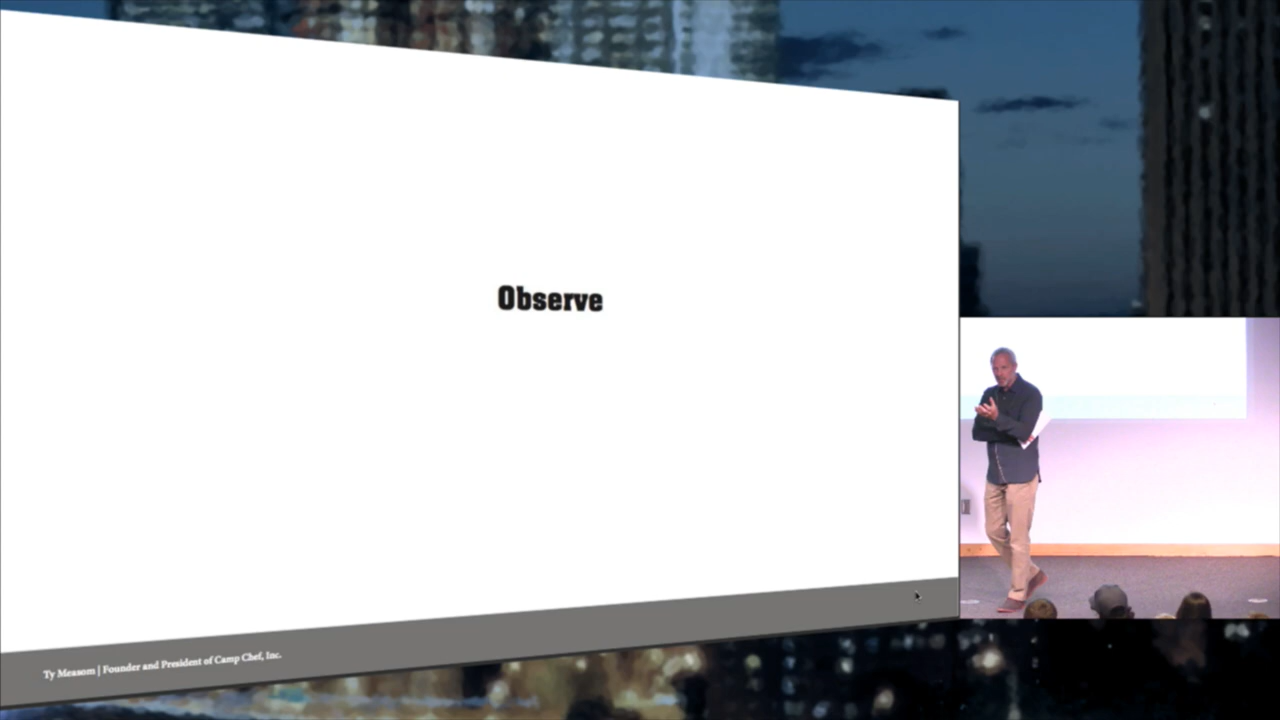 Observe
Ty Measom | Founder and President of Camp Chef, Inc.